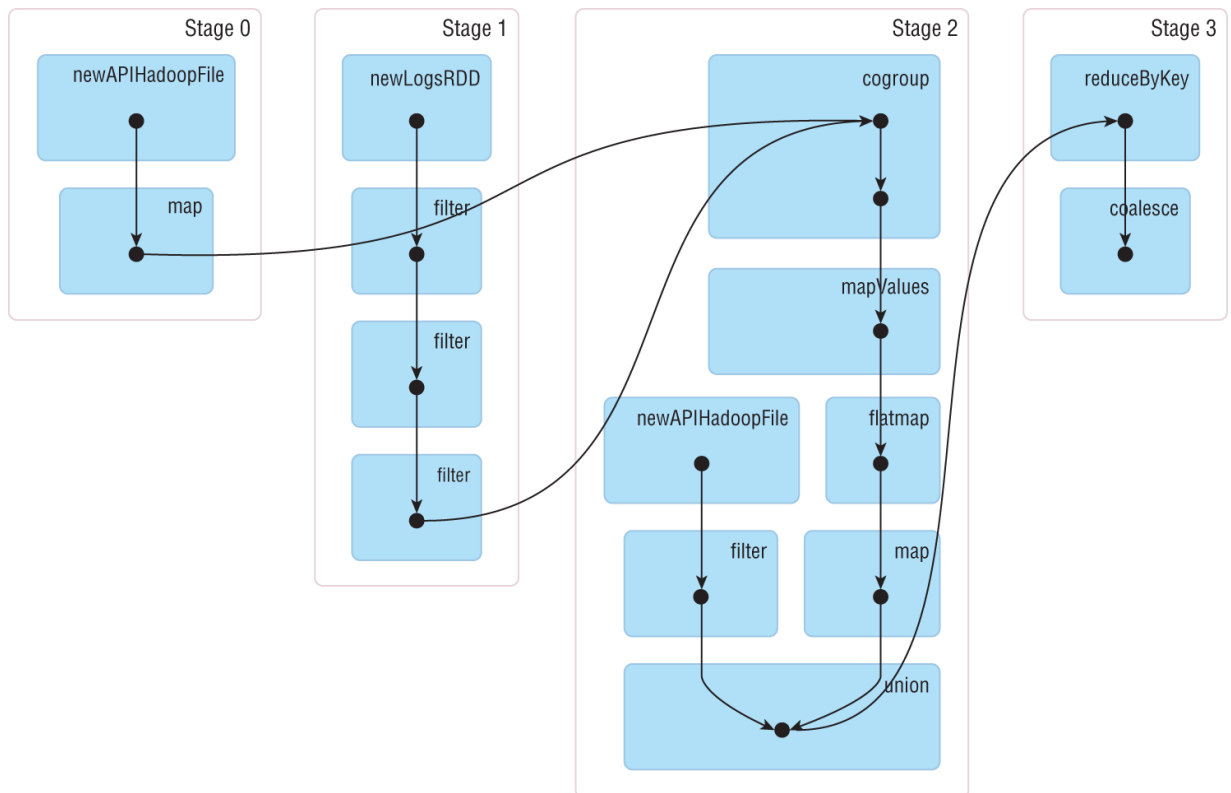 Stage 0
newAPIHadoopFile
map
Stage 1
newLogsRDD
filter
filter
filter
Stage 2
cogroup
mapValues
newAPIHadoopFile
flatmap
filter
map
union
Stage 3
reduceByKey
coalesce